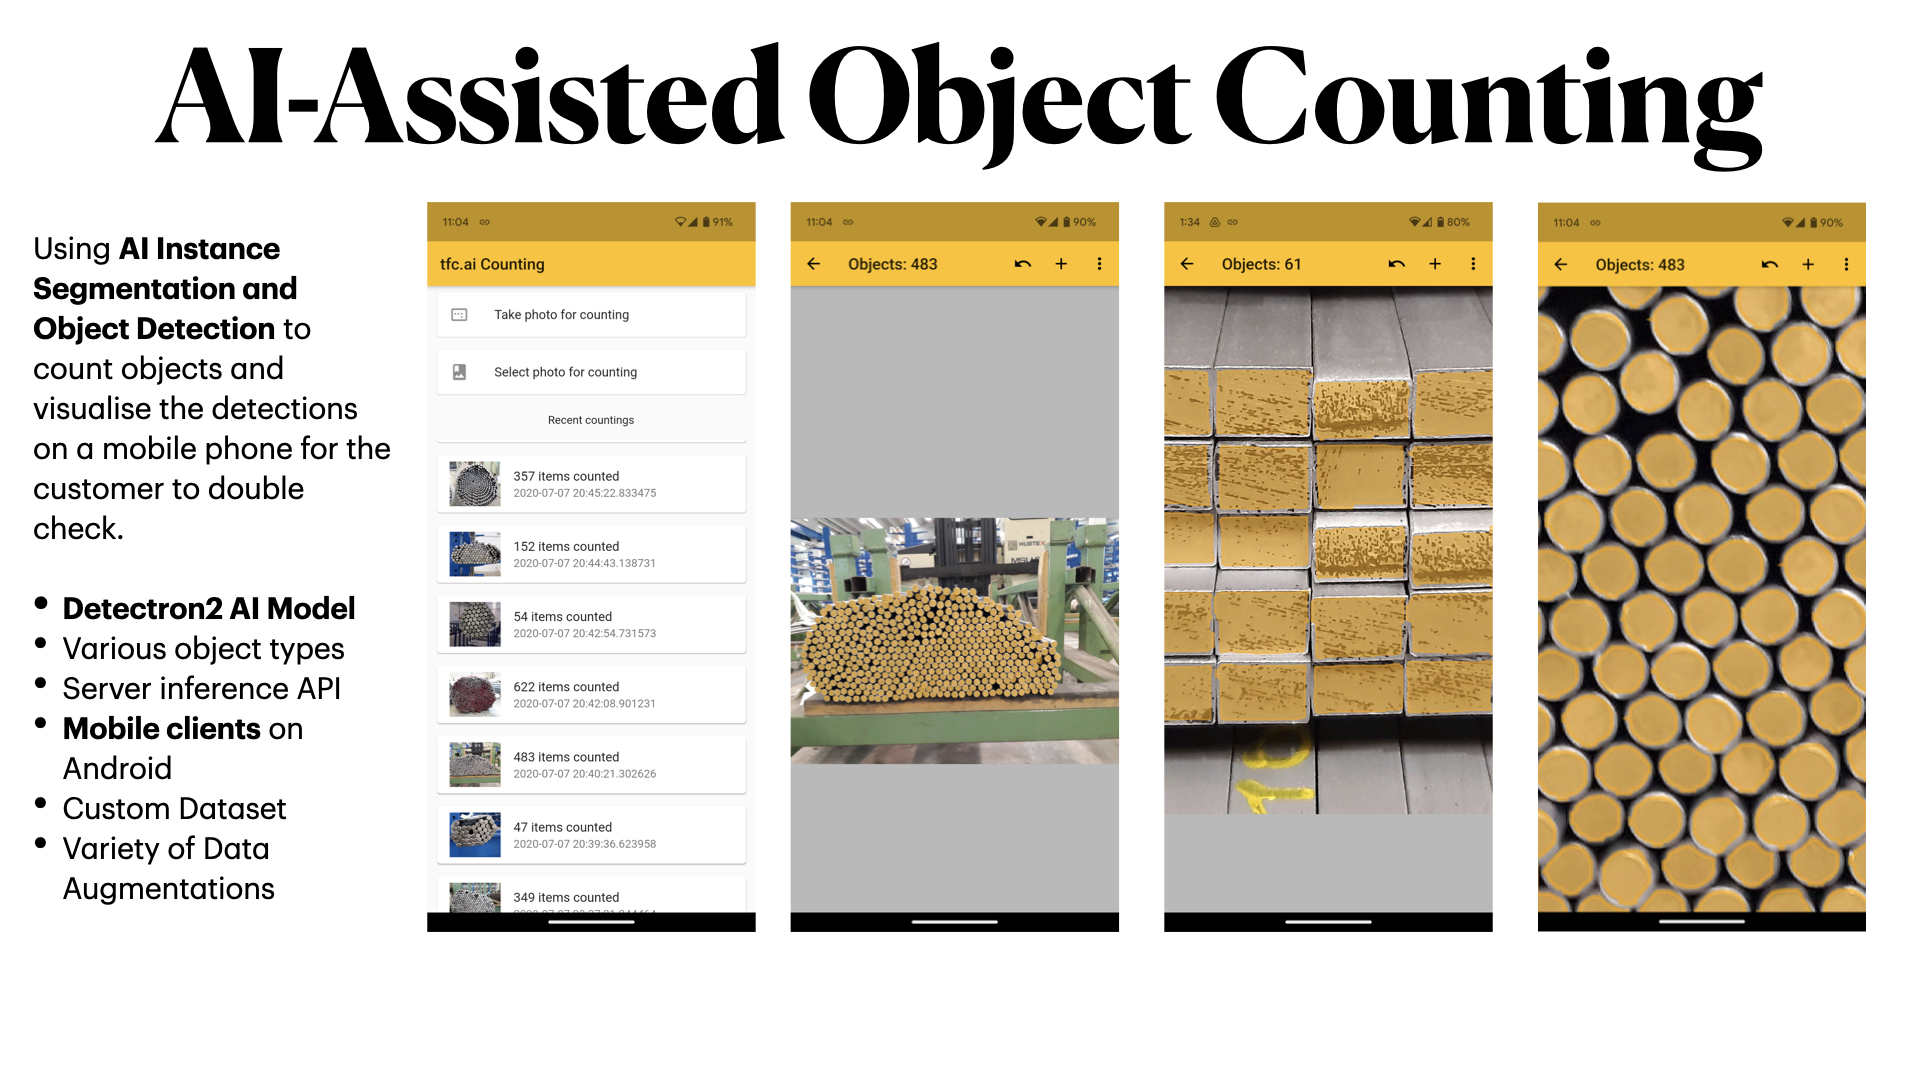 AI-Assisted Object Counting
Using AI Instance
Segmentation and
Object Detection to
count objects and
visualise the detections
on a mobile phone for the
customer to double
check.
• Detectron2 AI Model
• Various object types
• Server inference API
• Mobile clients on
Android
• Custom Dataset
• Variety of Data
Augmentations
11:04 91%
tfc.ai Counting
Take photo for counting
Select photo for counting
Recent countings
357 items counted
2020-07-07 20:45:22.833475
152 items counted
2020-07-07 20:44:43.138731
54 items counted
2020-07-07 20:42:54.731573
622 items counted
2020-07-07 20:42:08.901231
483 items counted
2020-07-07 20:40:21.302626
47 items counted
2020-07-07 20:39:36.623958
349 items counted
11:04 90%
Objects: 483
HUBTEX
1:34 80%
Objects: 61
11:04 90%
Objects: 483